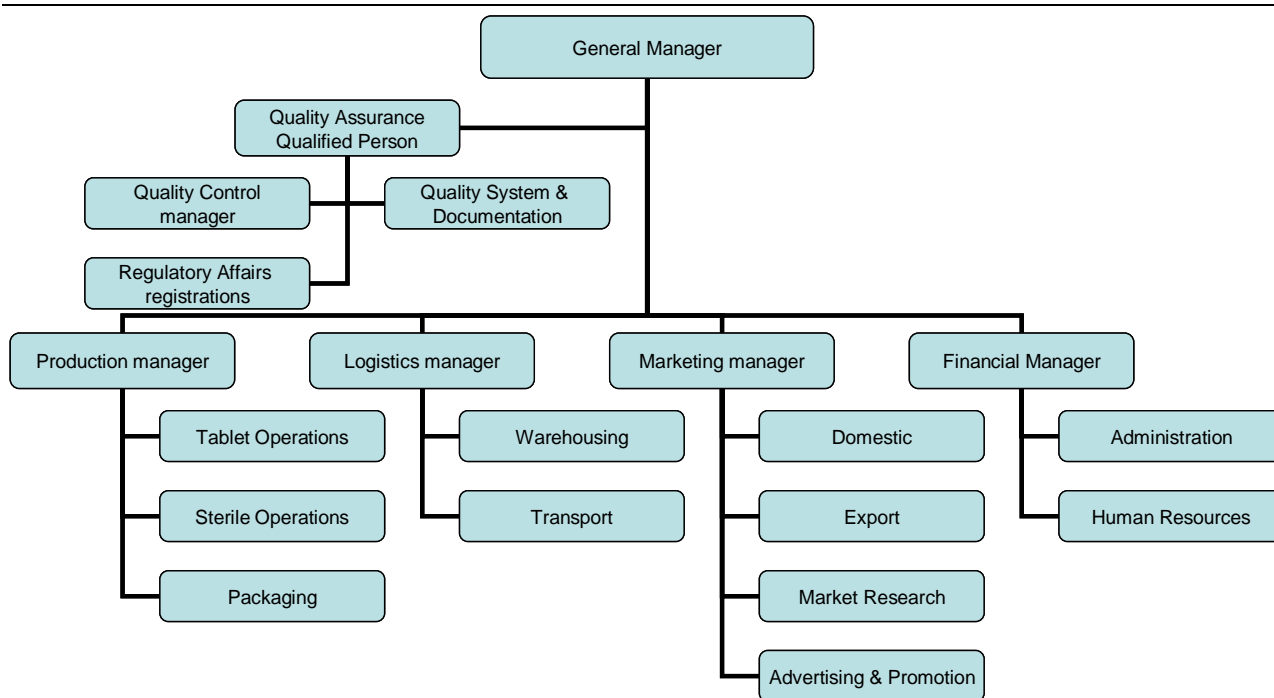 General Manager
Quality Assurance
Qualified Person
Quality Control
manager
Quality System &
Documentation
Regulatory Affairs
registrations
Production manager
Logistics manager
Marketing manager
Financial Manager
Tablet Operations
Warehousing
Domestic
Administration
Sterile Operations
Transport
Export
Human Resources
Packaging
Market Research
Advertising & Promotion